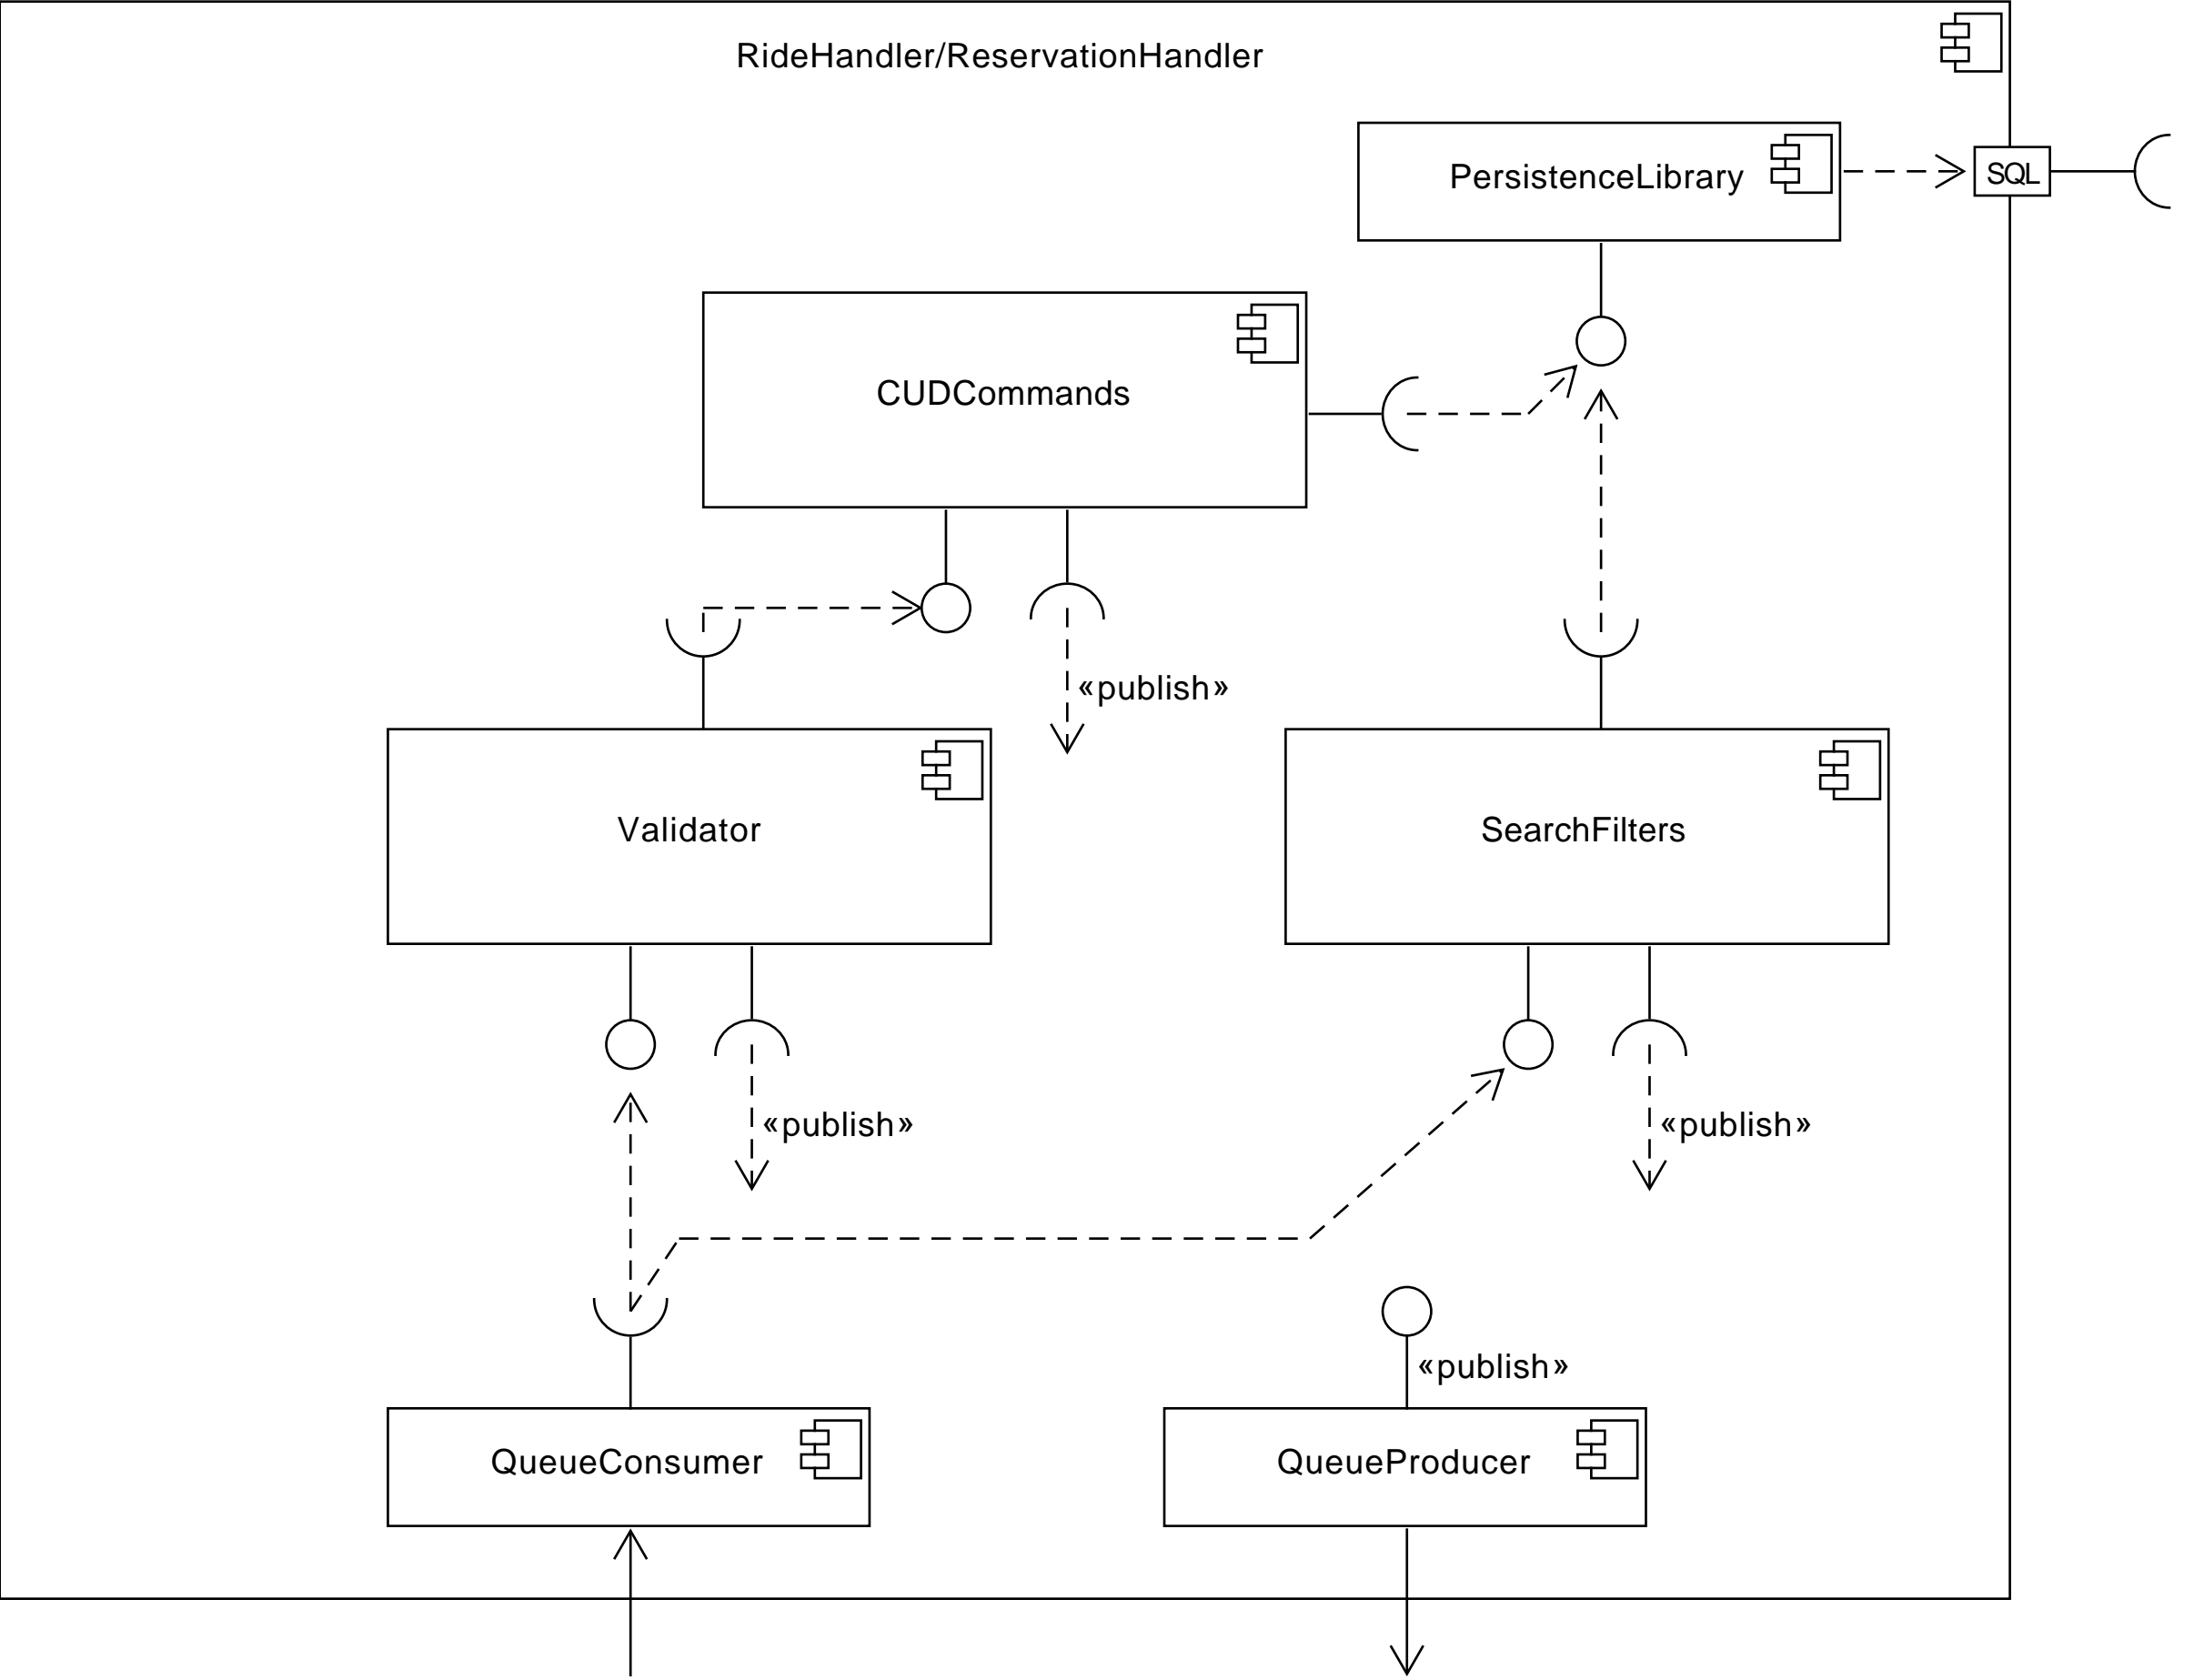 RideHandler/ReservationHandler
PersistenceLibrary
SQL
CUDCommands
«publish»
Validator
SearchFilters
«publish»
«publish»
«publish»
QueueConsumer
QueueProducer